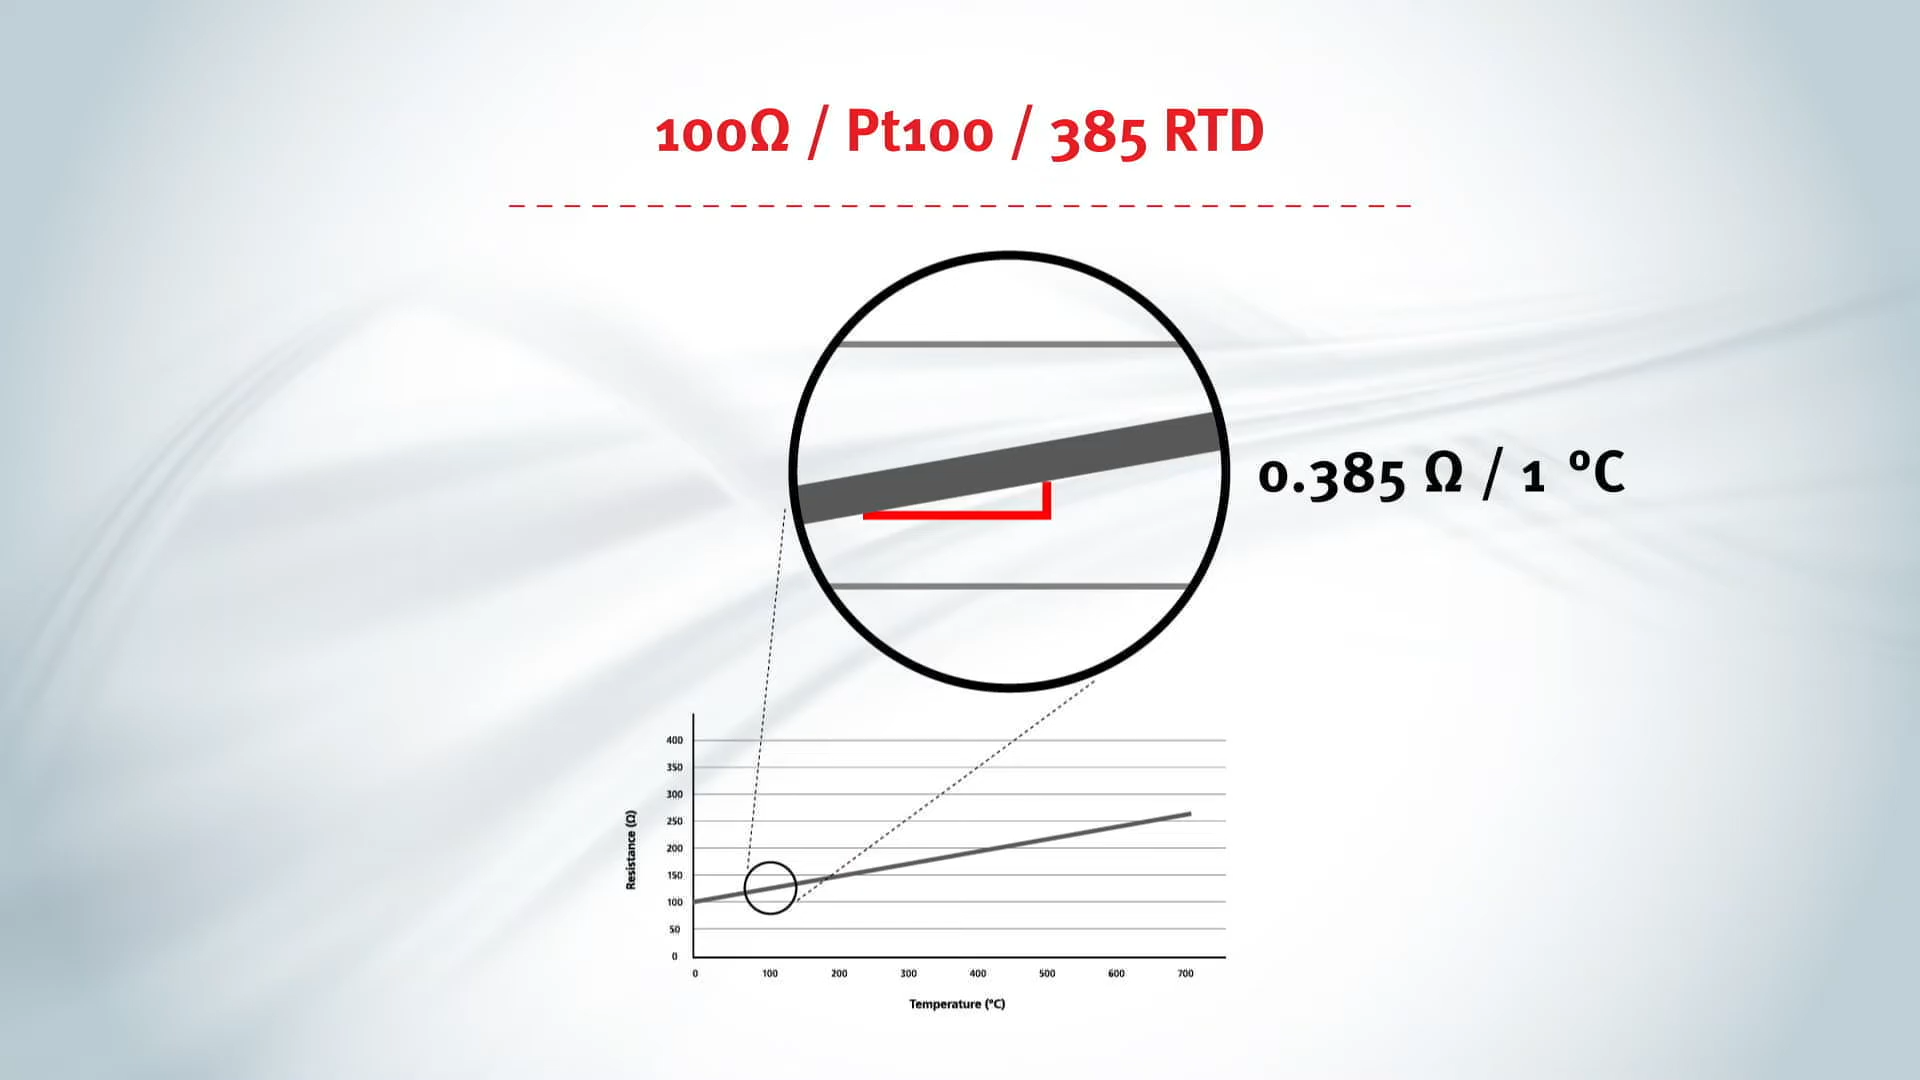 100Ω / Pt100 / 385 RTD
0.385 Ω / 1 ºC
400
350
300
250
200
150
100
50
0
Resistance (Ω)
0 100 200 300 400 500 600 700
Temperature (ºC)